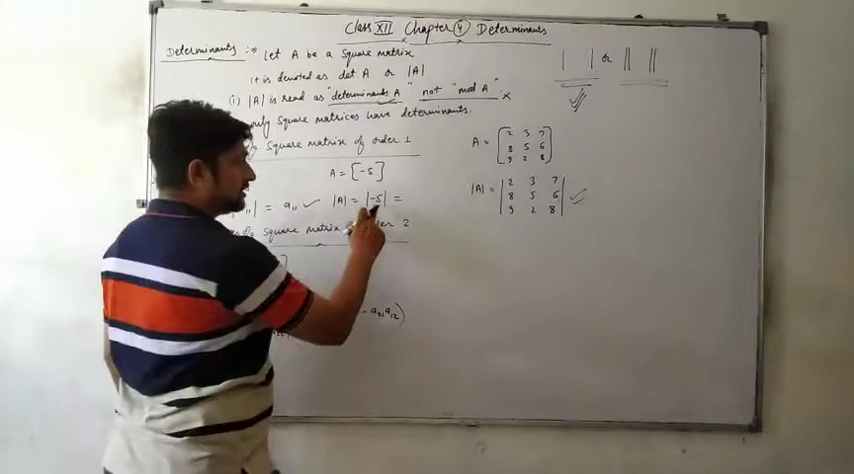 Class XII Chapter 4 Determinants
Determinants :→ Let A be a square matrix
it is denoted as det A or |A|
| | or || ||
(i) |A| is read as "determinants A" not "mod A" ×
only square matrices have determinants.
square matrix of order 1
A = [-5]
= a₁₁ ✓ |A| = |-5| =
square matrix 2
- a₂₁a₁₂)
A = [2 3 7
8 5 6
9 2 8]
|A| = |2 3 7
8 5 6
9 2 8| ✓